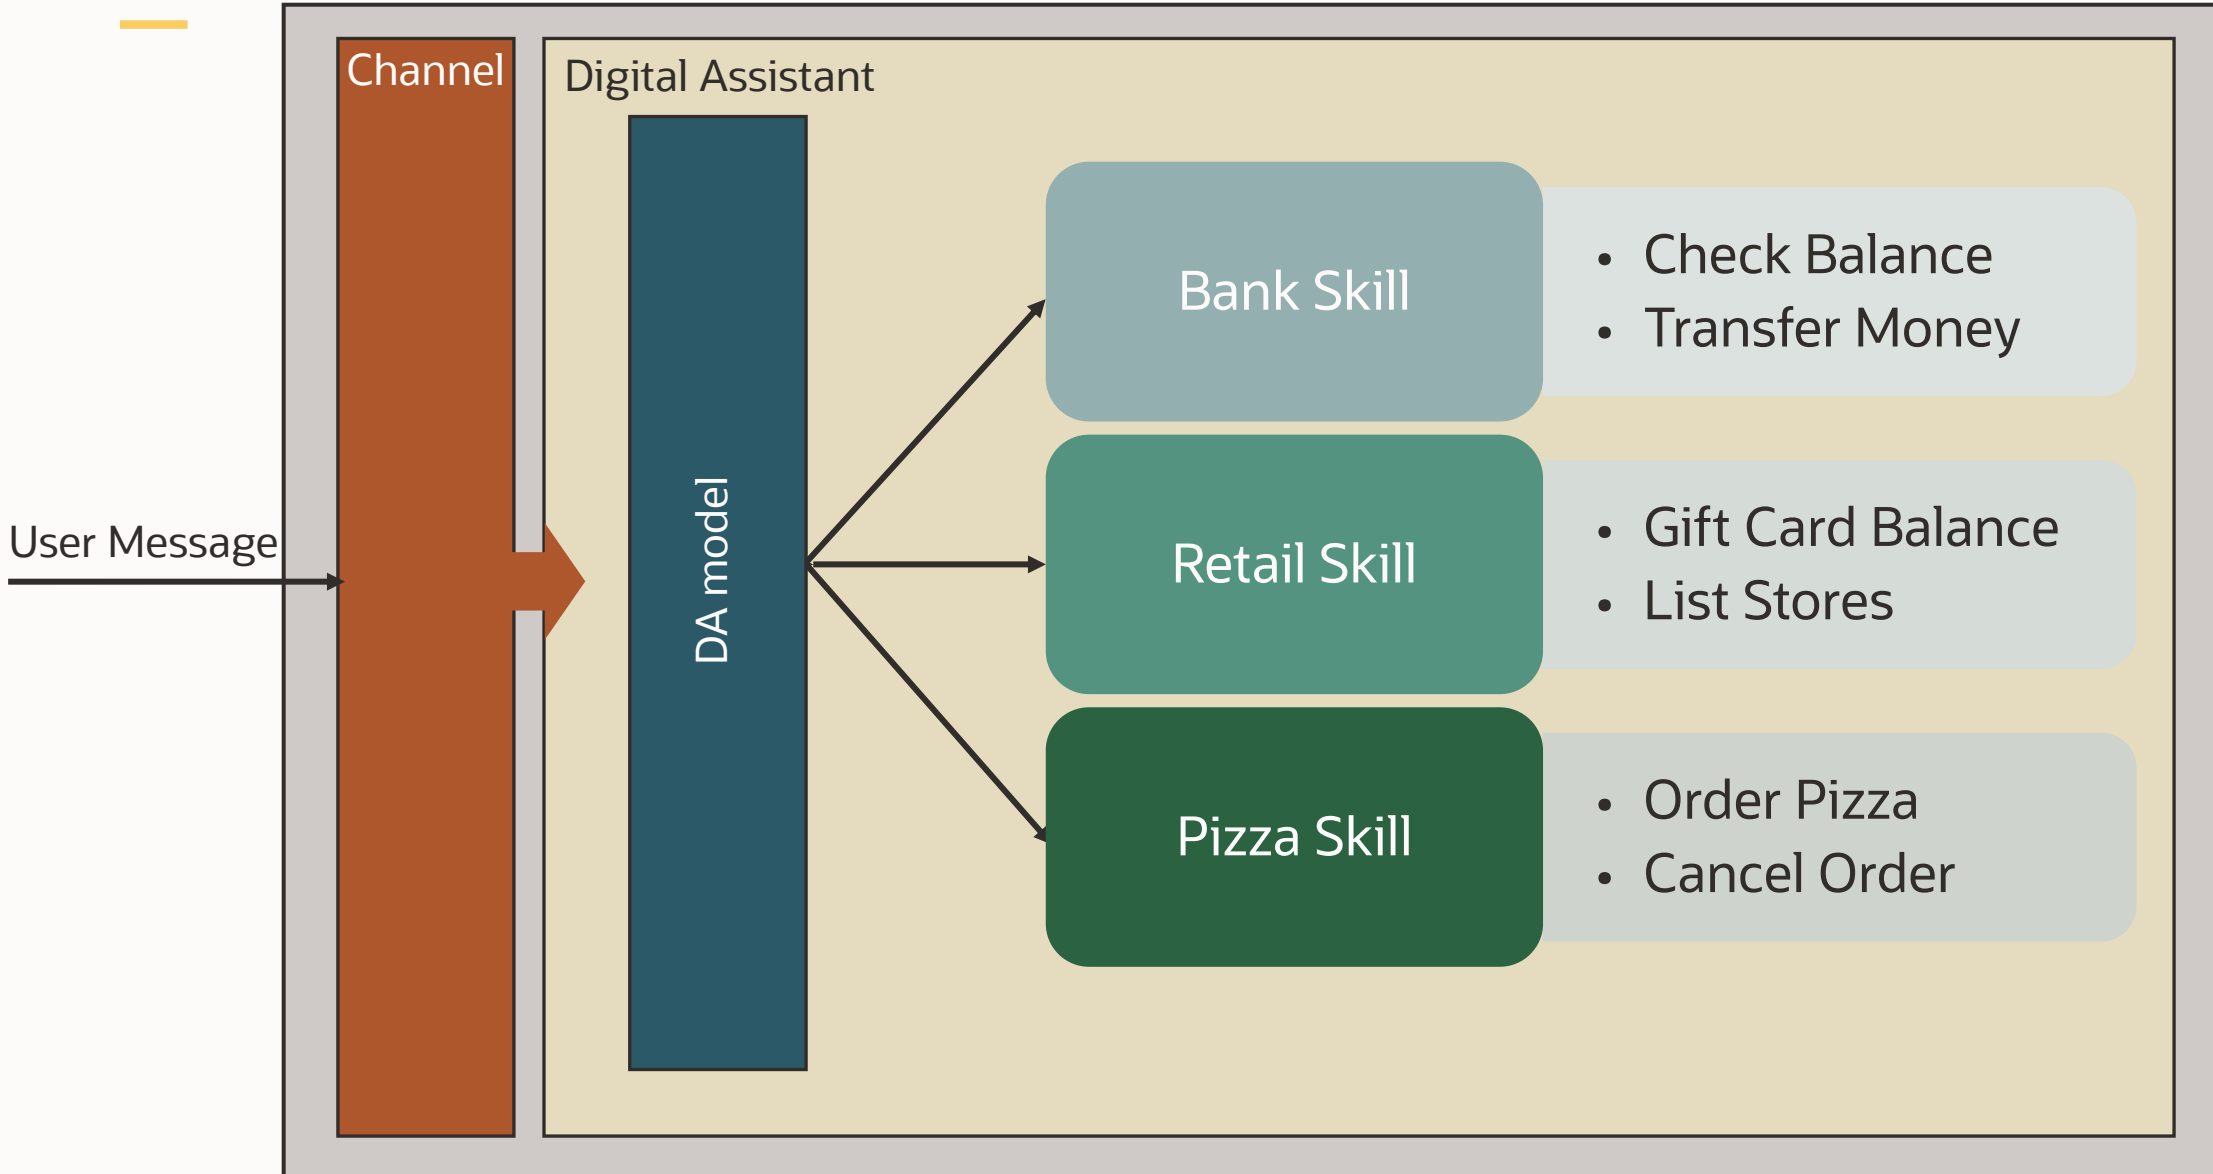 Channel
Digital Assistant
User Message
DA model
Bank Skill
• Check Balance
• Transfer Money
Retail Skill
• Gift Card Balance
• List Stores
Pizza Skill
• Order Pizza
• Cancel Order